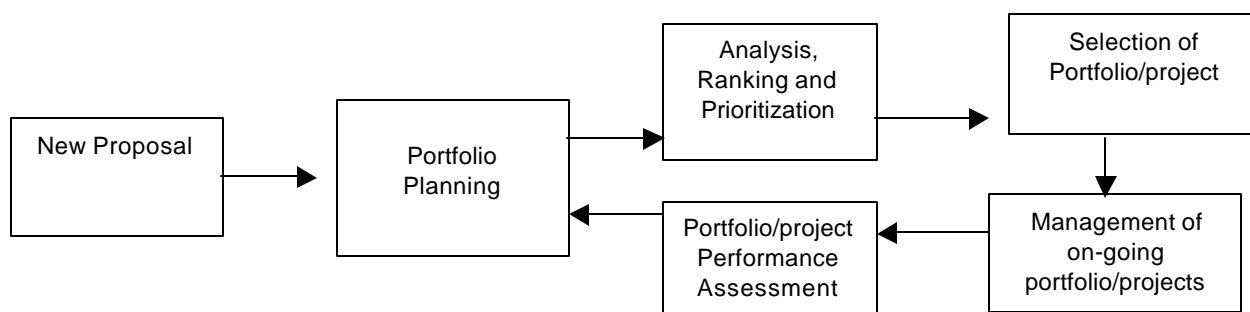 New Proposal
Portfolio
Planning
Analysis,
Ranking and
Prioritization
Selection of
Portfolio/project
Management of
on-going
portfolio/projects
Portfolio/project
Performance
Assessment